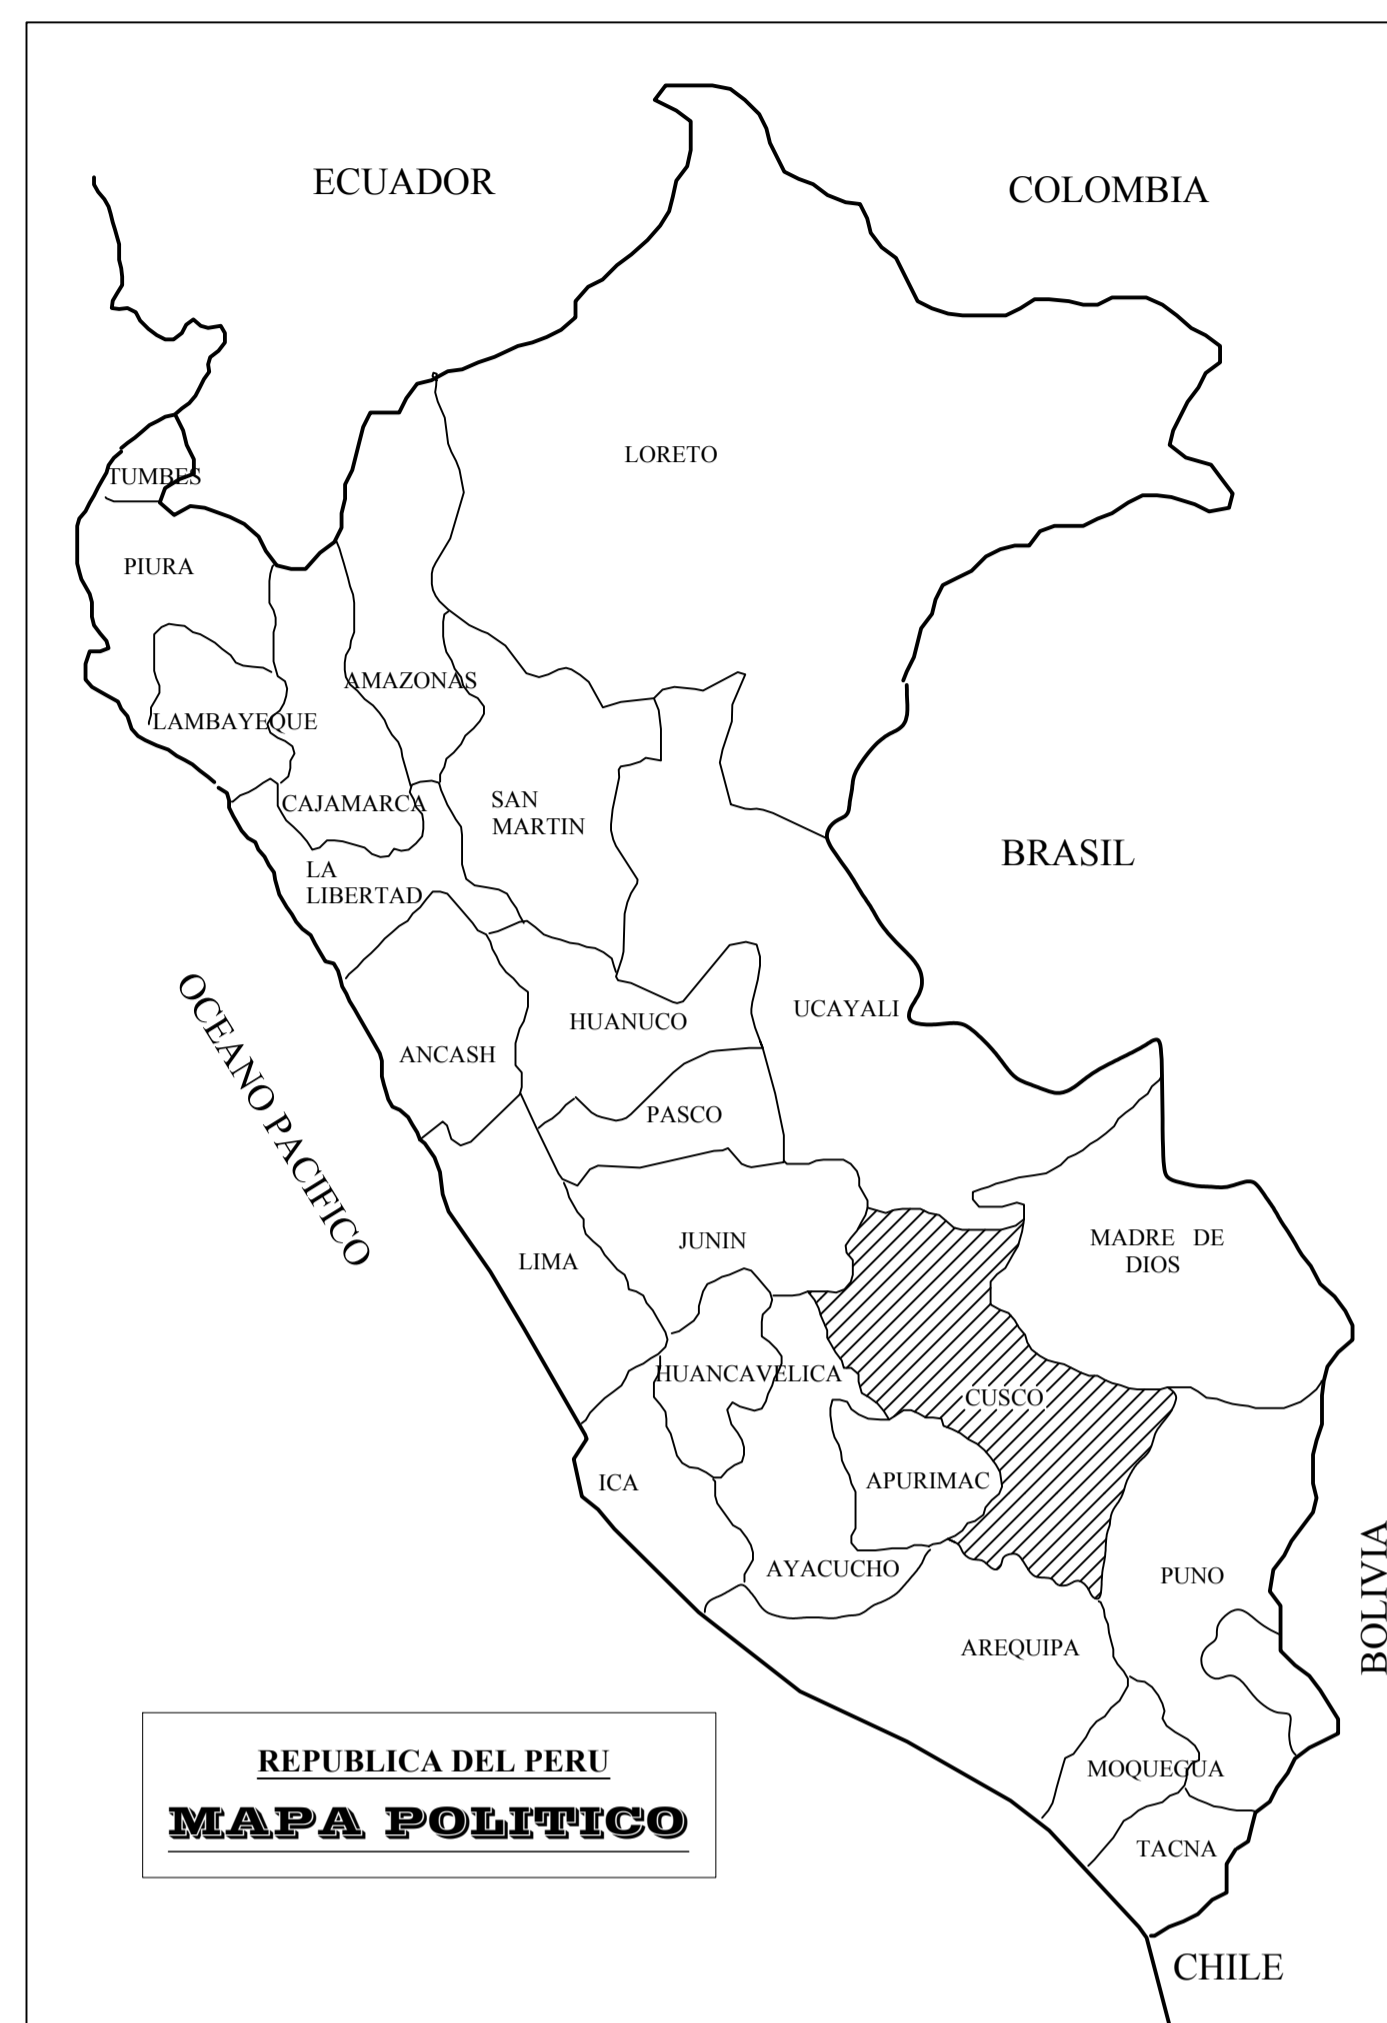 ECUADOR
COLOMBIA
LORETO
TUMBES
PIURA
AMAZONAS
LAMBAYEQUE
CAJAMARCA
SAN
MARTIN
BRASIL
LA
LIBERTAD
OCEANO PACIFICO
HUANUCO
UCAYALI
ANCASH
PASCO
JUNIN
MADRE DE
DIOS
LIMA
HUANCAVELICA
CUSCO
ICA
APURIMAC
AYACUCHO
PUNO
BOLIVIA
AREQUIPA
MOQUEGUA
TACNA
REPUBLICA DEL PERU
MAPA POLITICO
CHILE